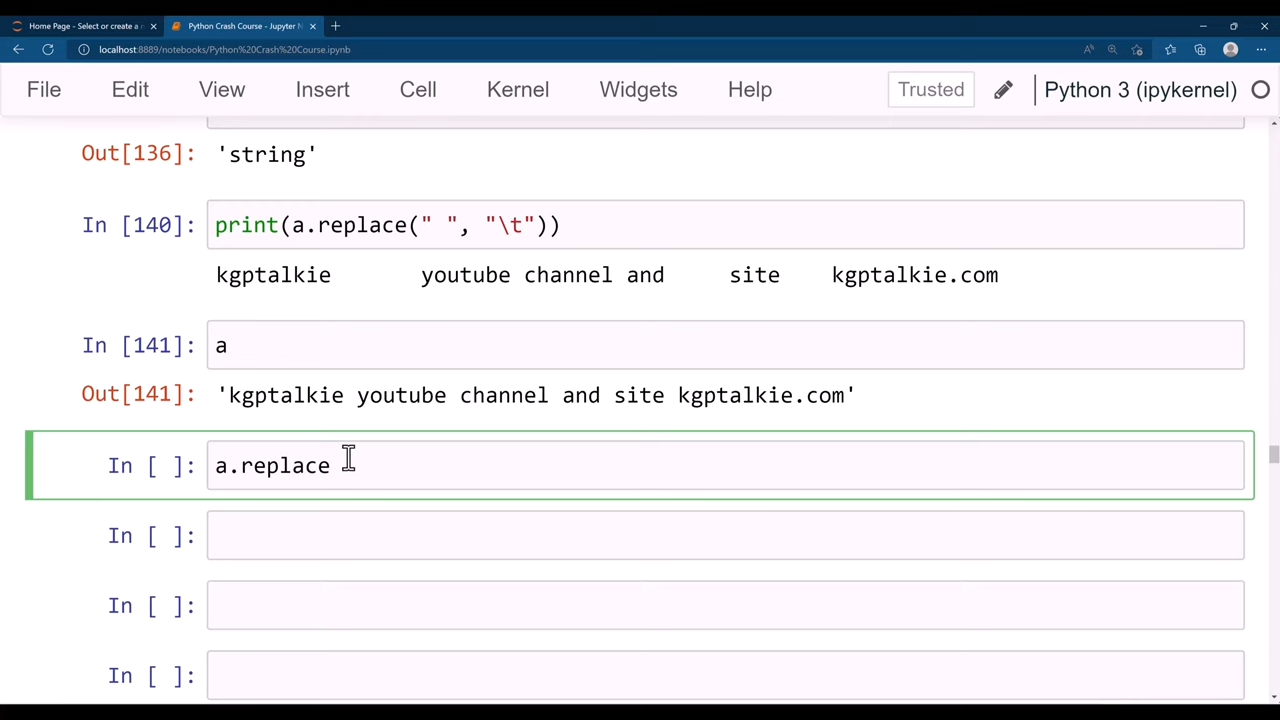 Home Page - Select or create a n
Python Crash Course - Jupyter N
localhost:8889/notebooks/Python%20Crash%20Course.ipynb
File Edit View Insert Cell Kernel Widgets Help Trusted Python 3 (ipykernel)
Out[136]: 'string'
In [140]: print(a.replace(" ", "\t"))
kgptalkie youtube channel and site kgptalkie.com
In [141]: a
Out[141]: 'kgptalkie youtube channel and site kgptalkie.com'
In [ ]: a.replace
In [ ]:
In [ ]:
In [ ]: